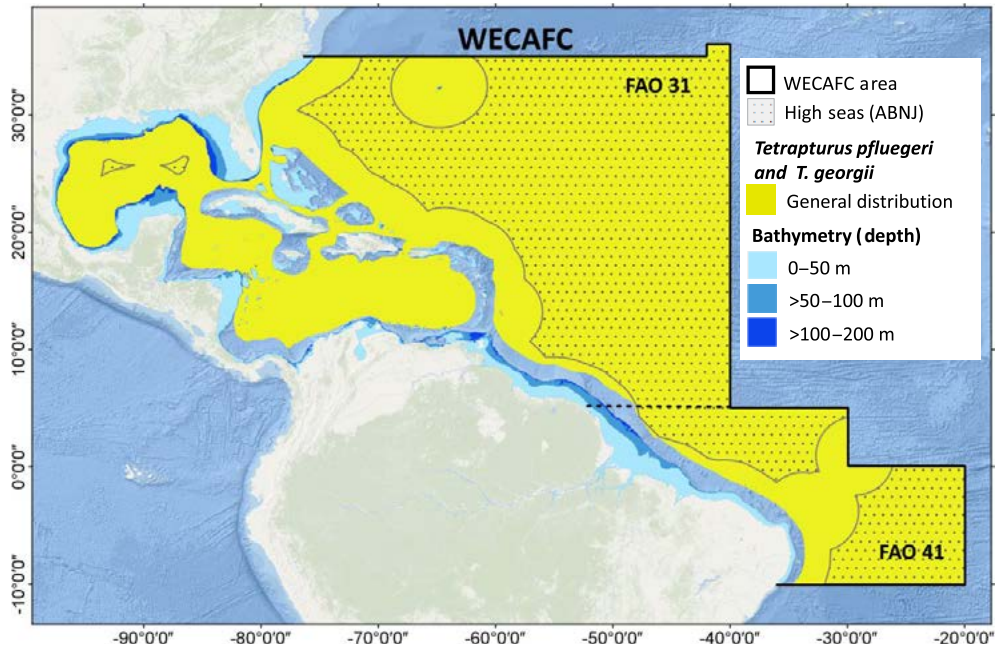 WECAFC
FAO 31
WECAFC area
High seas (ABNJ)
Tetrapturus pfluegeri
and T. georgii
General distribution
Bathymetry (depth)
0–50 m
>50–100 m
>100–200 m
FAO 41
30°0'0"
20°0'0"
10°0'0"
0°0'0"
-10°0'0"
-90°0'0"
-80°0'0"
-70°0'0"
-60°0'0"
-50°0'0"
-40°0'0"
-30°0'0"
-20°0'0"